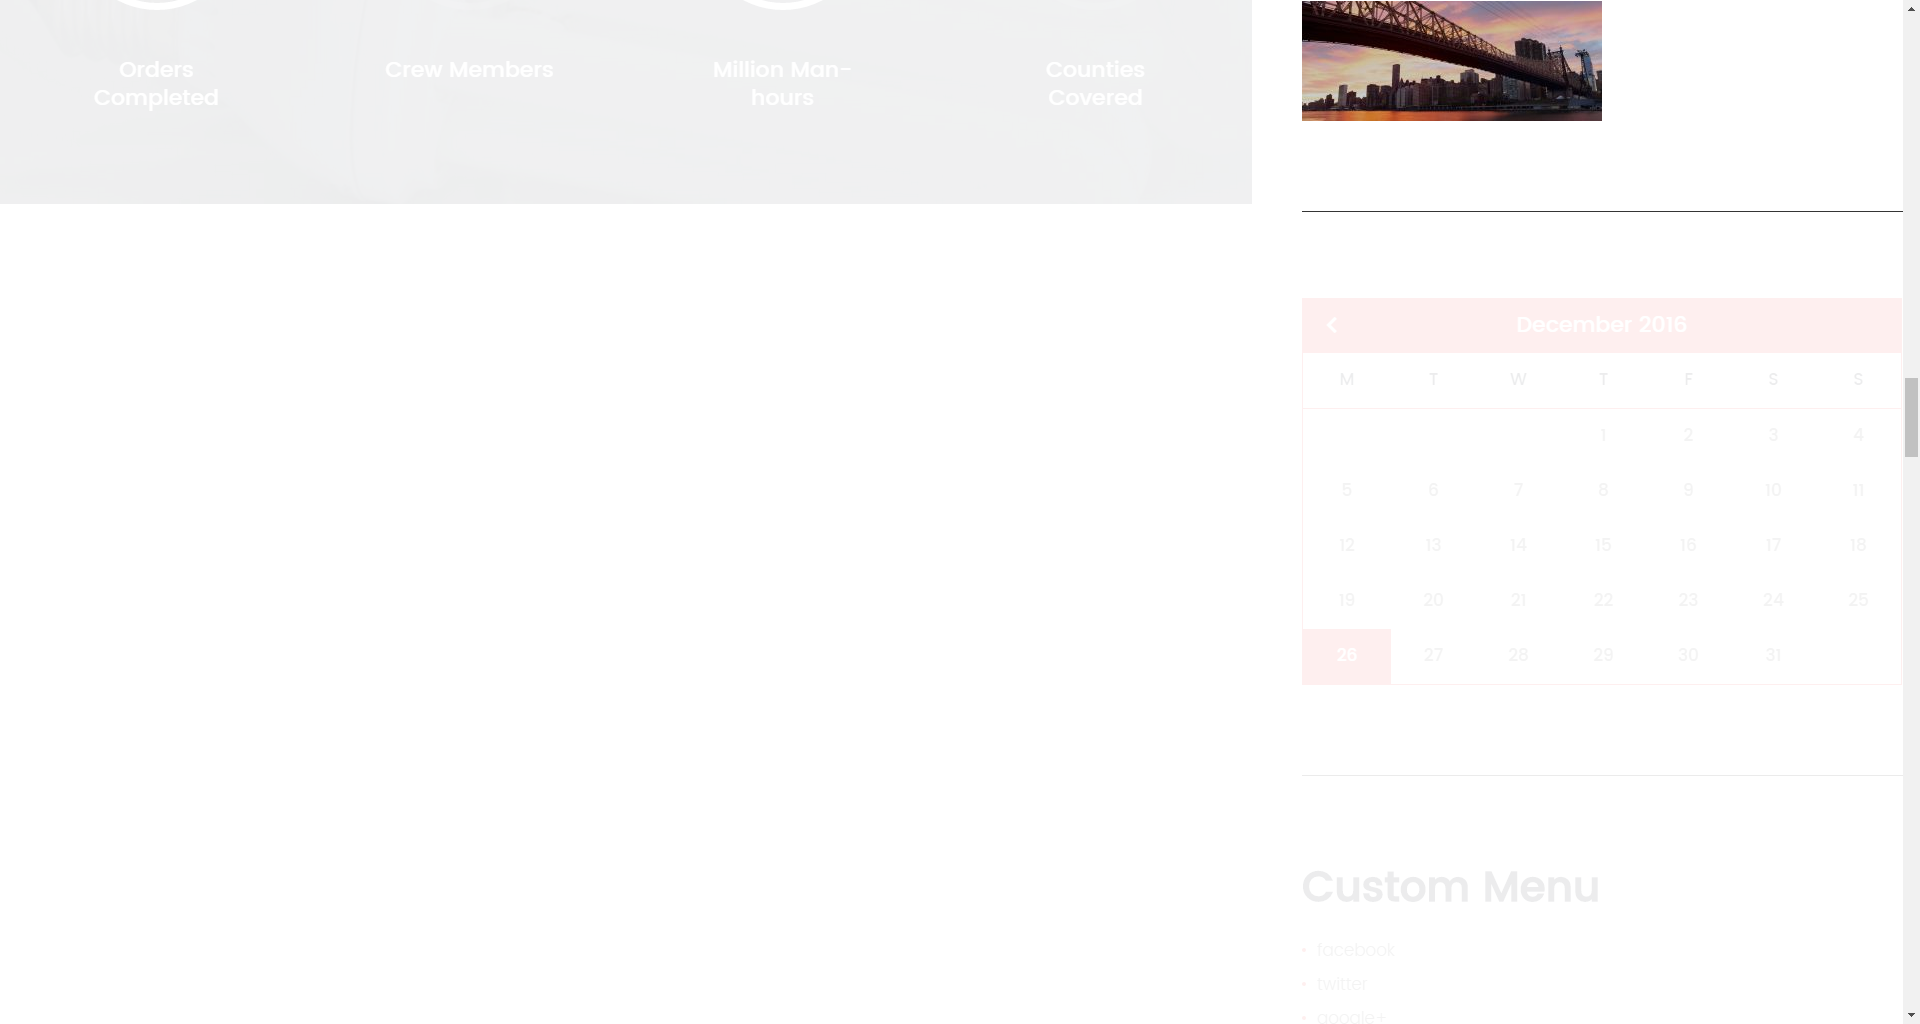 Orders
Completed
Crew Members
Million Man-
hours
Counties
Covered
December 2016
M T W T F S S
1 2 3 4
5 6 7 8 9 10 11
12 13 14 15 16 17 18
19 20 21 22 23 24 25
26 27 28 29 30 31
Custom Menu
• facebook
• twitter
• google+